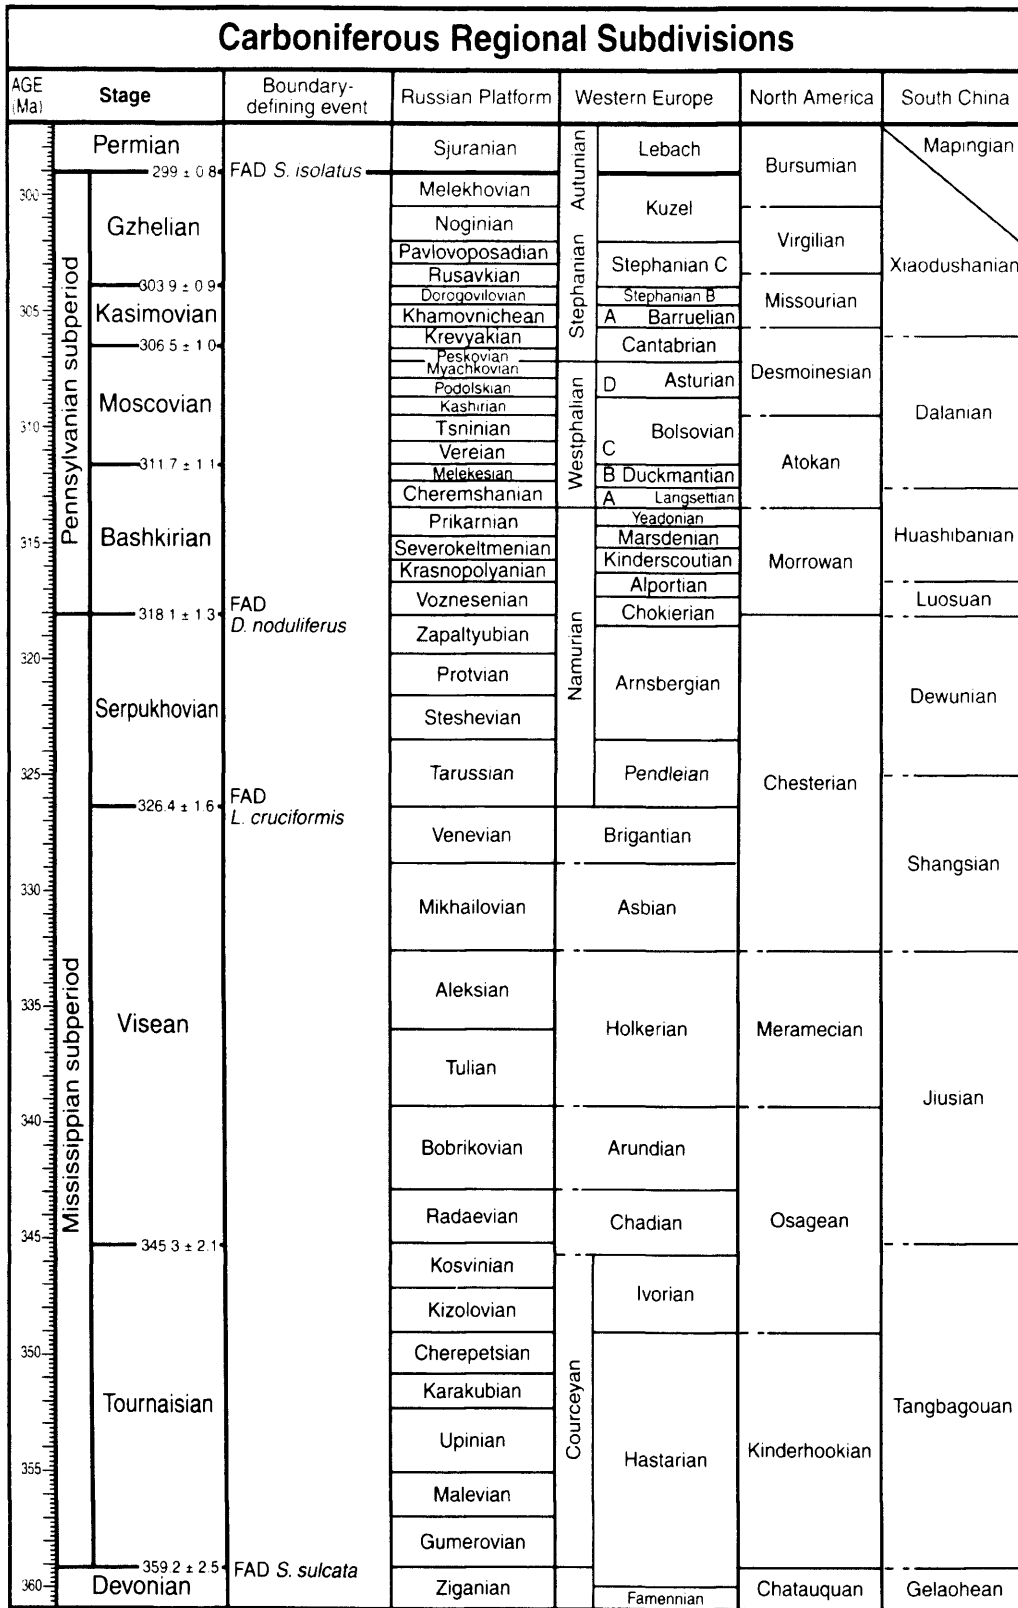 Carboniferous Regional Subdivisions
AGE
(Ma)
Stage
Boundary-
defining event
Russian Platform
Western Europe
North America
South China
300
305
310
315
320
325
330
335
340
345
350
355
360
Pennsylvanian subperiod
Mississippian subperiod
Permian
299 ± 0.8
Gzhelian
303.9 ± 0.9
Kasimovian
306.5 ± 1.0
Moscovian
311.7 ± 1.1
Bashkirian
318.1 ± 1.3
Serpukhovian
326.4 ± 1.6
Visean
345.3 ± 2.1
Tournaisian
359.2 ± 2.5
Devonian
FAD S. isolatus
FAD
D. noduliferus
FAD
L. cruciformis
FAD S. sulcata
Sjuranian
Melekhovian
Noginian
Pavlovoposadian
Rusavkian
Dorogovilovian
Khamovnichean
Krevyakian
Peskovian
Myachkovian
Podolskian
Kashirian
Tsninian
Vereian
Melekesian
Cheremshanian
Prikarnian
Severokeltmenian
Krasnopolyanian
Voznesenian
Zapaltyubian
Protvian
Steshevian
Tarussian
Venevian
Mikhailovian
Aleksian
Tulian
Bobrikovian
Radaevian
Kosvinian
Kizolovian
Cherepetsian
Karakubian
Upinian
Malevian
Gumerovian
Ziganian
Autunian
Stephanian
Westphalian
Namurian
Courceyan
Lebach
Kuzel
Stephanian C
Stephanian B
A Barruelian
Cantabrian
D Asturian
Bolsovian
C
B Duckmantian
A Langsettian
Yeadonian
Marsdenian
Kinderscoutian
Alportian
Chokierian
Arnsbergian
Pendleian
Brigantian
Asbian
Holkerian
Arundian
Chadian
Ivorian
Hastarian
Famennian
Bursumian
Virgilian
Missourian
Desmoinesian
Atokan
Morrowan
Chesterian
Meramecian
Osagean
Kinderhookian
Chatauquan
Mapingian
Xiaodushanian
Dalanian
Huashibanian
Luosuan
Dewunian
Shangsian
Jiusian
Tangbagouan
Gelaohean